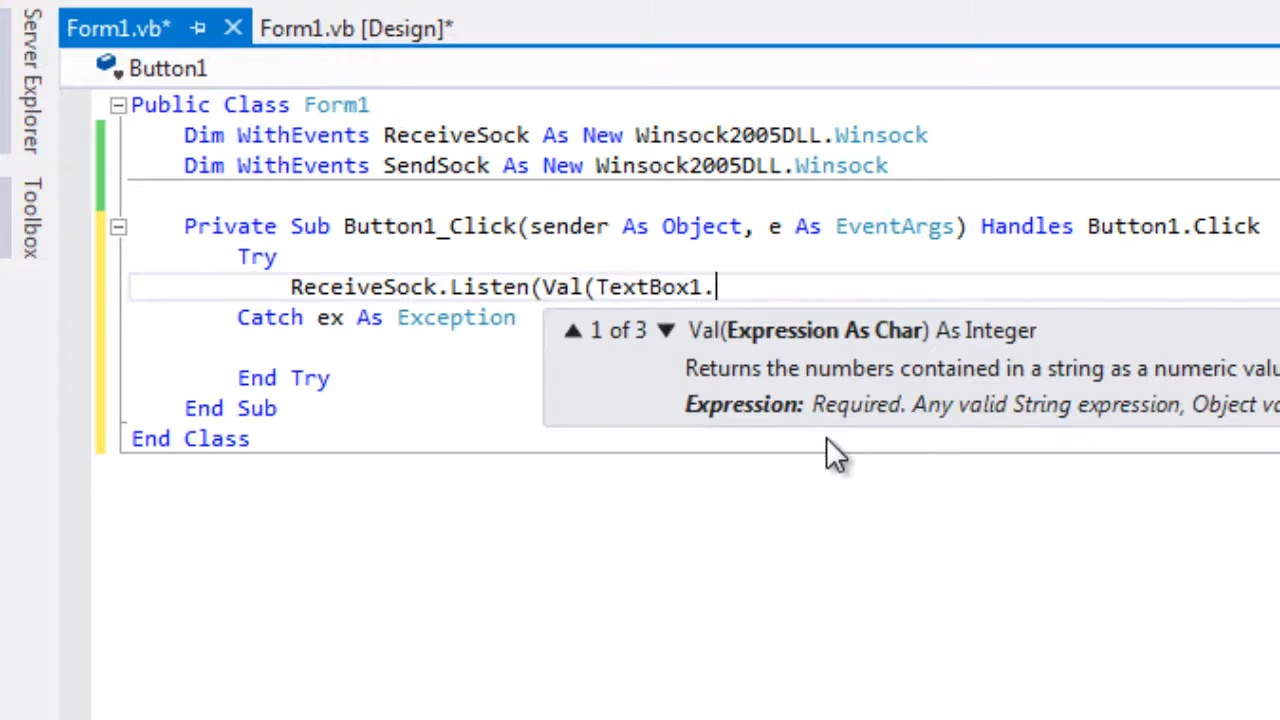 Server Explorer
Toolbox
Form1.vb* Form1.vb [Design]*
Button1
Public Class Form1
Dim WithEvents ReceiveSock As New Winsock2005DLL.Winsock
Dim WithEvents SendSock As New Winsock2005DLL.Winsock
Private Sub Button1_Click(sender As Object, e As EventArgs) Handles Button1.Click
Try
ReceiveSock.Listen(Val(TextBox1.
Catch ex As Exception
▲ 1 of 3 ▼ Val(Expression As Char) As Integer
Returns the numbers contained in a string as a numeric valu
Expression: Required. Any valid String expression, Object va
End Try
End Sub
End Class